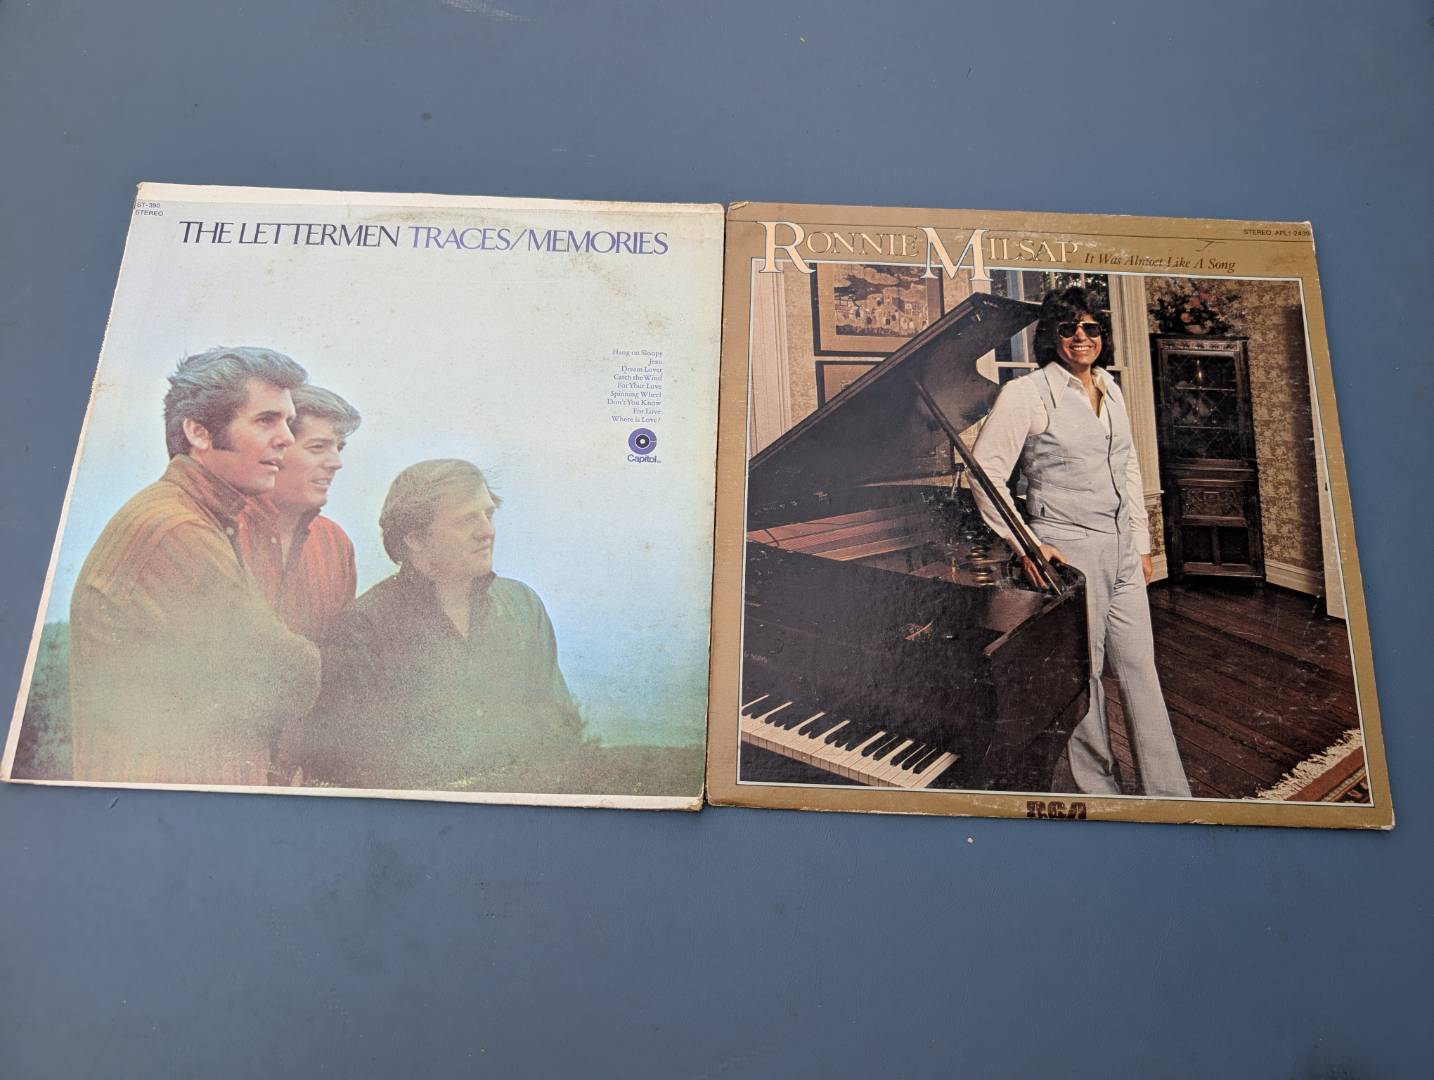 ST-390
STEREO
THE LETTERMEN TRACES/MEMORIES
Hang on Sloopy
Jean
Dream Lover
Catch the Wind
For Your Love
Spinning Wheel
Don't You Know
For Love
Where is Love?
Capitol
RONNIE MILSAP It Was Almost Like A Song
STEREO APL1-2439
RCA